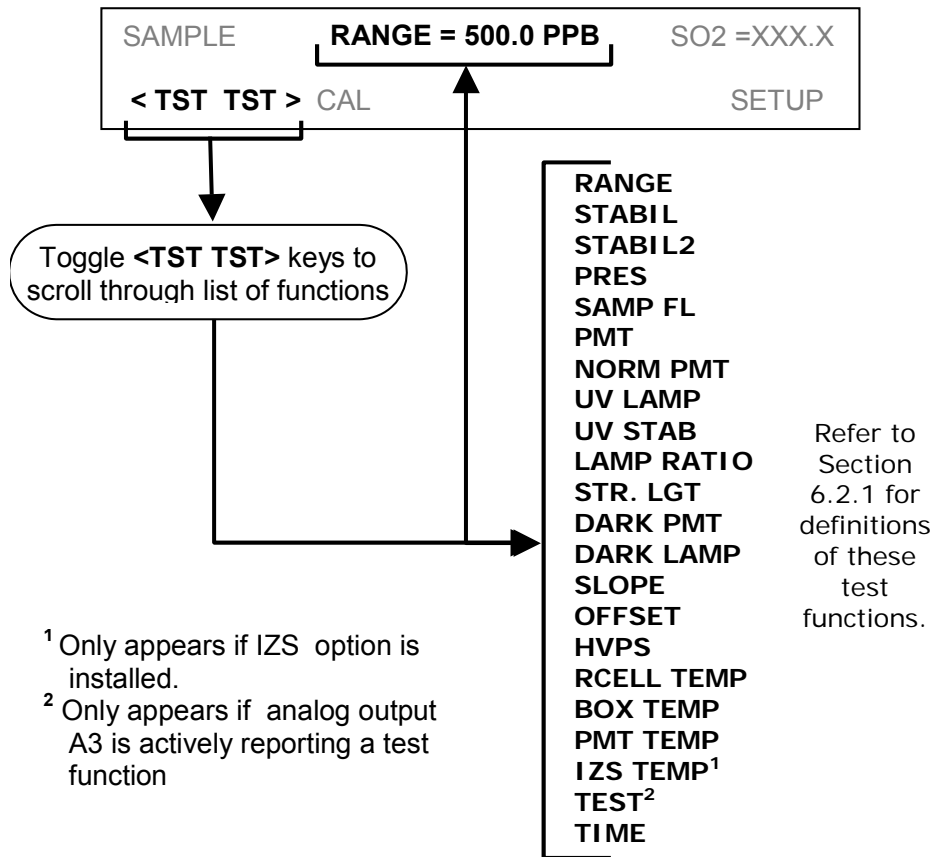 SAMPLE RANGE = 500.0 PPB SO2 =XXX.X
< TST TST > CAL SETUP
Toggle <TST TST> keys to
scroll through list of functions
RANGE
STABIL
STABIL2
PRES
SAMP FL
PMT
NORM PMT
UV LAMP
UV STAB
LAMP RATIO
STR. LGT
DARK PMT
DARK LAMP
SLOPE
OFFSET
HVPS
RCELL TEMP
BOX TEMP
PMT TEMP
IZS TEMP¹
TEST²
TIME
Refer to
Section
6.2.1 for
definitions
of these
test
functions.
¹ Only appears if IZS option is
installed.
² Only appears if analog output
A3 is actively reporting a test
function